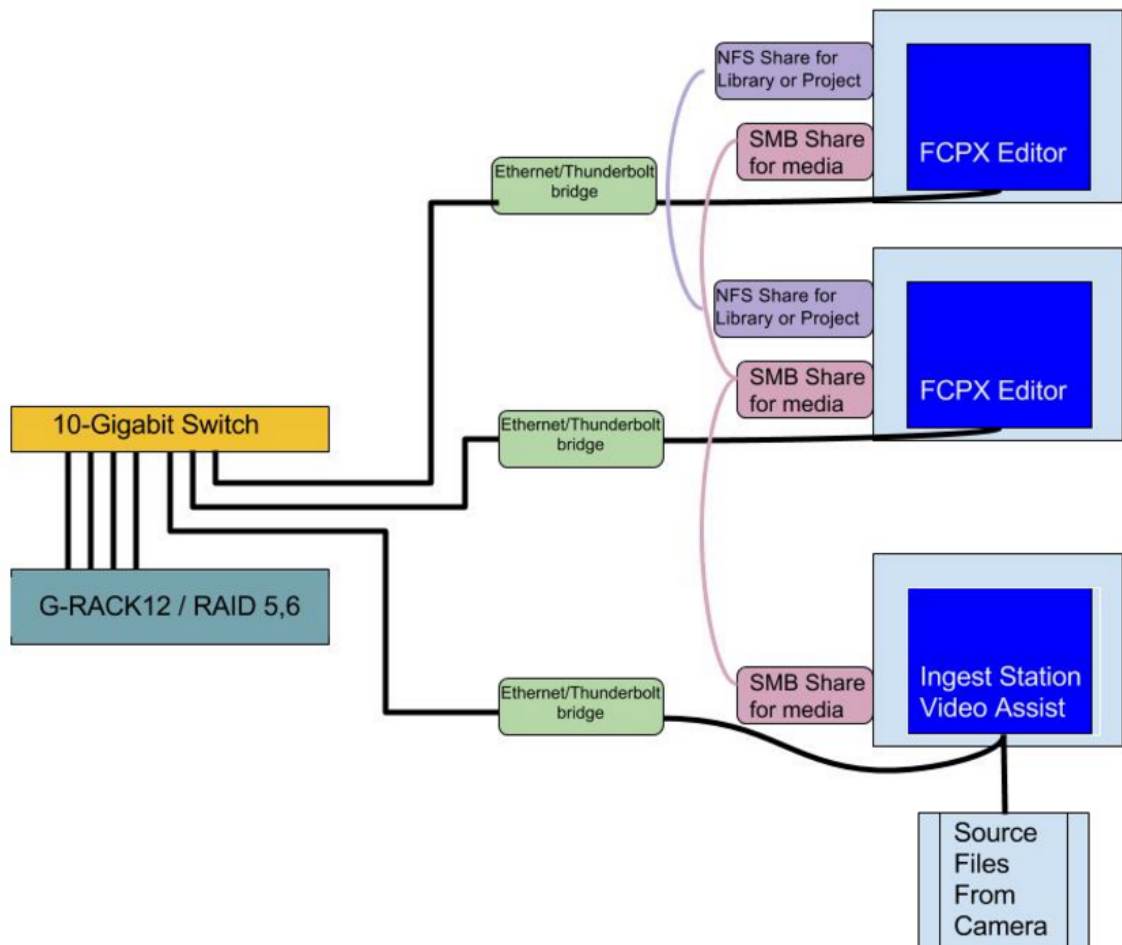 NFS Share for
Library or Project
SMB Share
for media
FCPX Editor
Ethernet/Thunderbolt
bridge
NFS Share for
Library or Project
SMB Share
for media
FCPX Editor
10-Gigabit Switch
Ethernet/Thunderbolt
bridge
G-RACK12 / RAID 5,6
Ethernet/Thunderbolt
bridge
SMB Share
for media
Ingest Station
Video Assist
Source
Files
From
Camera